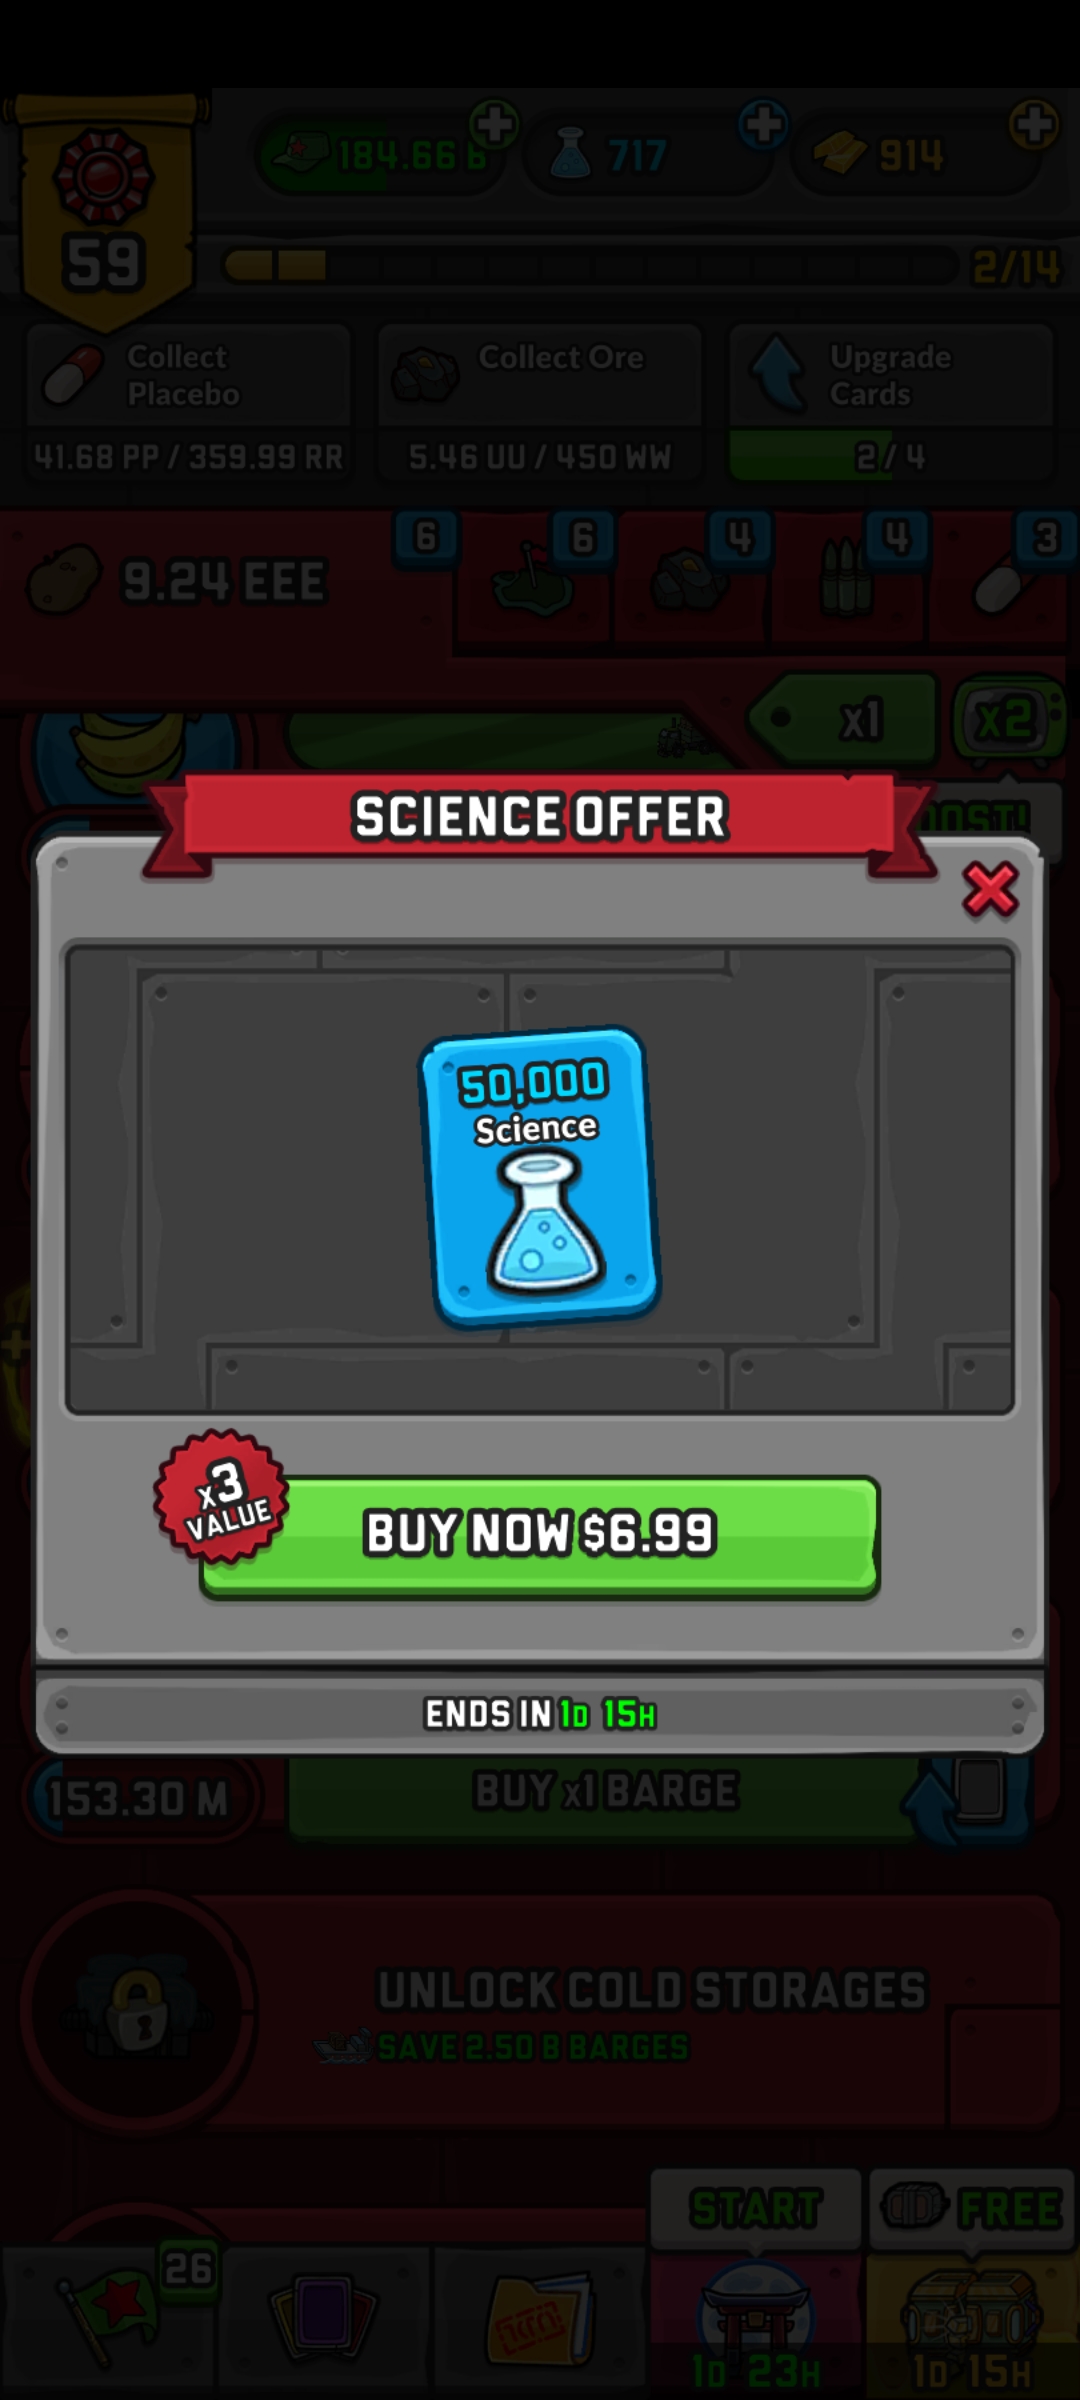 184.66 B
717
914
59
2/14
Collect
Placebo
41.68 PP / 359.99 RR
Collect Ore
5.46 UU / 450 WW
Upgrade
Cards
2 / 4
9.24 EEE
6
6
4
4
3
x1
x2
OOST!
SCIENCE OFFER
50,000
Science
x3
VALUE
BUY NOW $6.99
ENDS IN 1D 15H
153.30 M
BUY x1 BARGE
UNLOCK COLD STORAGES
SAVE 2.50 B BARGES
START
FREE
26
1D 23H
1D 15H